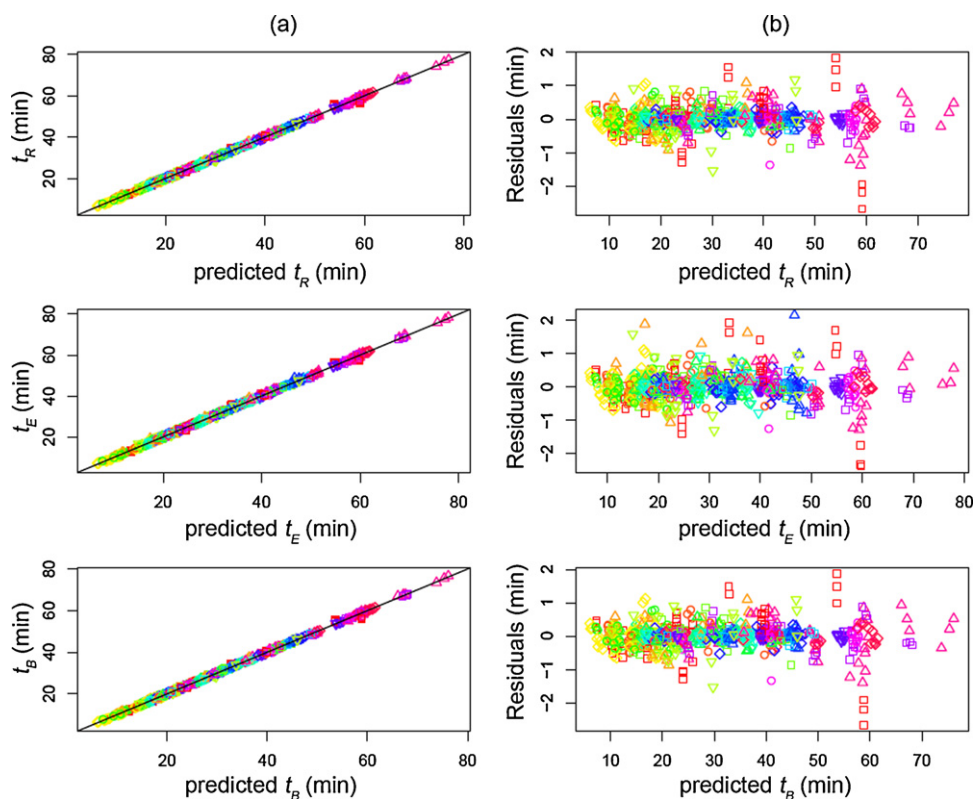 (a)
(b)
t_R (min)
20 40 60 80
20 40 60 80
predicted t_R (min)
Residuals (min)
-2 -1 0 1 2
10 20 30 40 50 60 70
predicted t_R (min)
t_E (min)
20 40 60 80
20 40 60 80
predicted t_E (min)
Residuals (min)
-2 -1 0 1 2
10 20 30 40 50 60 70 80
predicted t_E (min)
t_B (min)
20 40 60 80
20 40 60 80
predicted t_B (min)
Residuals (min)
-2 -1 0 1 2
10 20 30 40 50 60 70
predicted t_B (min)